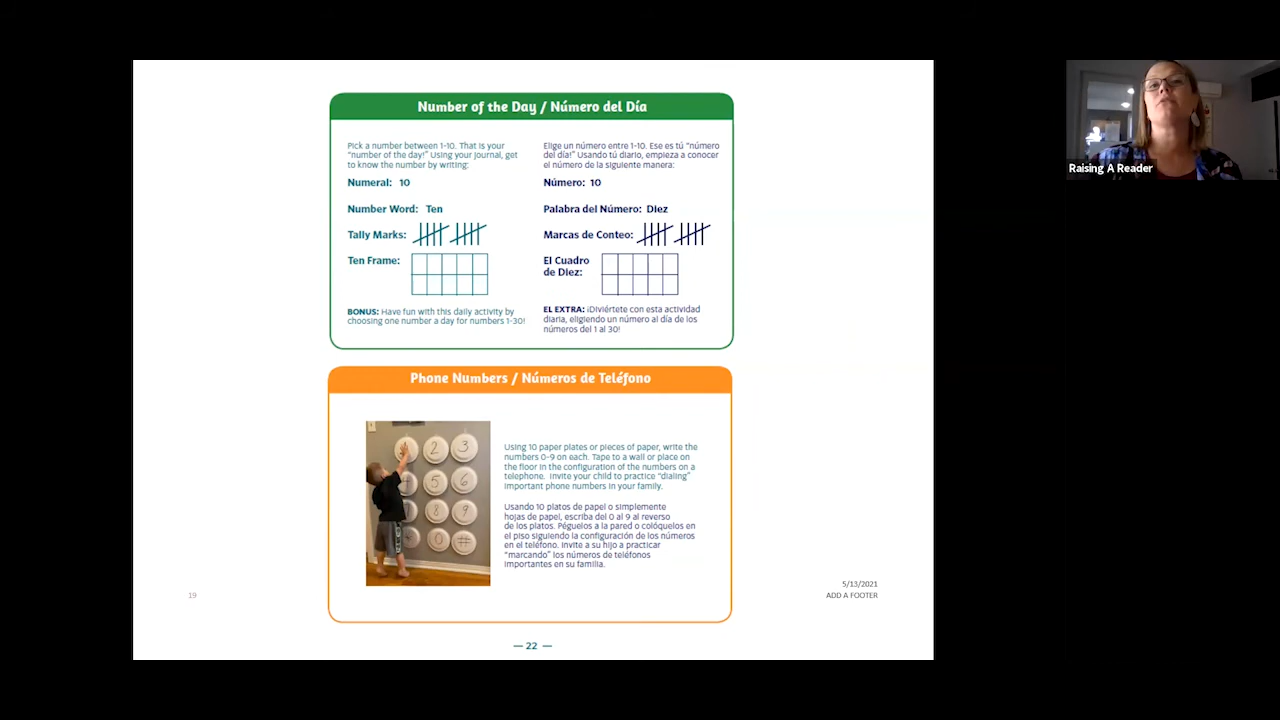 Number of the Day / Número del Día
Pick a number between 1-10. That is your
"number of the day!" Using your journal, get
to know the number by writing:
Numeral: 10
Number Word: Ten
Tally Marks:
Ten Frame:
BONUS: Have fun with this daily activity by
choosing one number a day for numbers 1-30!
Elige un número entre 1-10. Ese es tú "número
del día!" Usando tú diario, empieza a conocer
el número de la siguiente manera:
Número: 10
Palabra del Número: Diez
Marcas de Conteo:
El Cuadro
de Diez:
EL EXTRA: ¡Diviértete con esta actividad
diaria, eligiendo un número al día de los
números del 1 al 30!
Phone Numbers / Números de Teléfono
2 3
5 6
8 9
0 #
Using 10 paper plates or pieces of paper, write the
numbers 0-9 on each. Tape to a wall or place on
the floor in the configuration of the numbers on a
telephone. Invite your child to practice "dialing"
important phone numbers in your family.
Usando 10 platos de papel o simplemente
hojas de papel, escriba del 0 al 9 al reverso
de los platos. Péguelos a la pared o colóquelos en
el piso siguiendo la configuración de los números
en el teléfono. Invite a su hijo a practicar
"marcando" los números de teléfonos
importantes en su familia.
— 22 —
19
5/13/2021
ADD A FOOTER
Raising A Reader